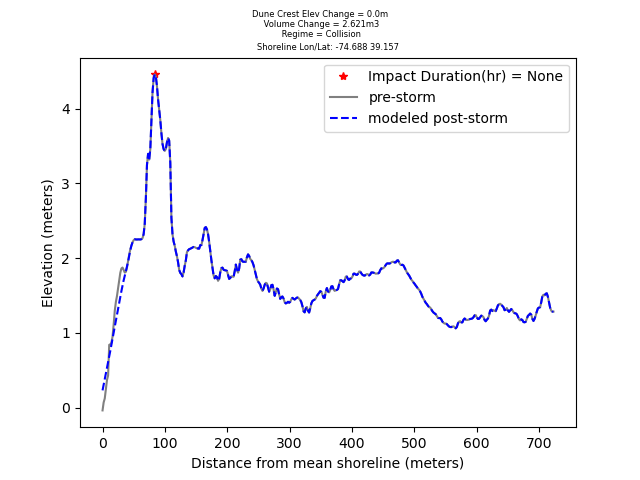 Dune Crest Elev Change = 0.0m
Volume Change = 2.621m3
Regime = Collision
Shoreline Lon/Lat: -74.688 39.157
Impact Duration(hr) = None
pre-storm
modeled post-storm
Elevation (meters)
4
3
2
1
0
0 100 200 300 400 500 600 700
Distance from mean shoreline (meters)